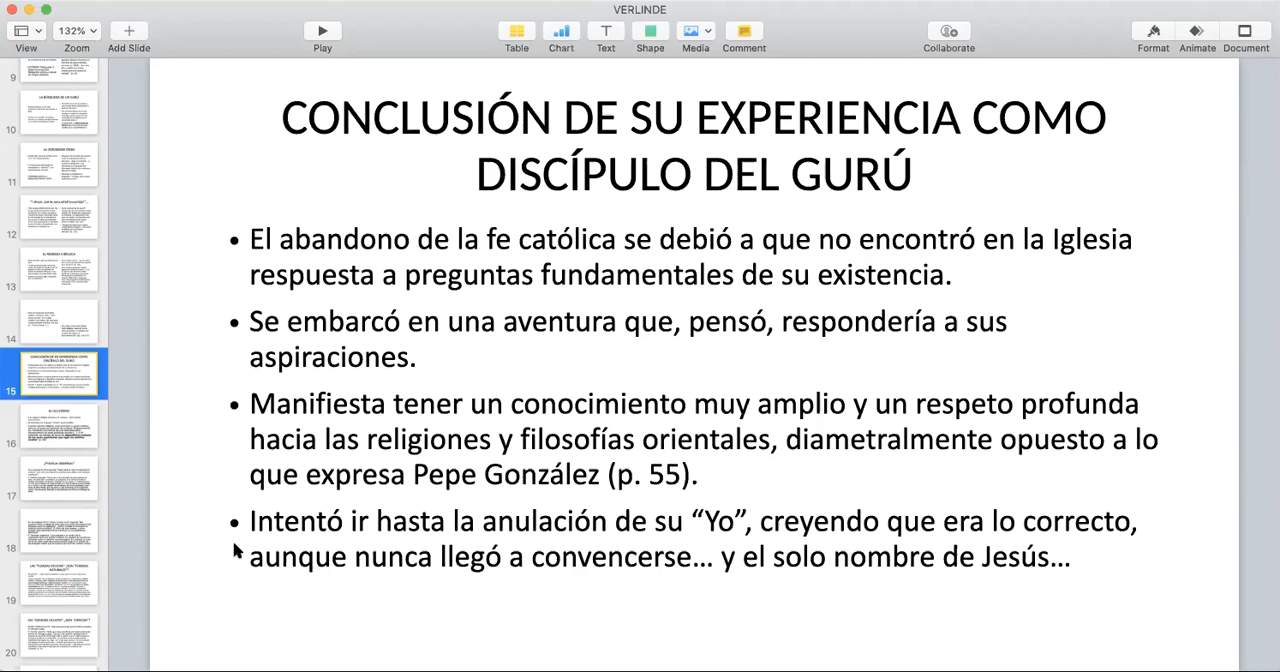 VERLINDE
132%
View
Zoom
Add Slide
Play
Table
Chart
Text
Shape
Media
Comment
Collaborate
Format
Animate
Document
9
10
11
12
13
14
15
16
17
18
19
20
CONCLUSIÓN DE SU EXPERIENCIA COMO
DISCÍPULO DEL GURÚ
• El abandono de la fe católica se debió a que no encontró en la Iglesia
respuesta a preguntas fundamentales de su existencia.
• Se embarcó en una aventura que, pensó, respondería a sus
aspiraciones.
• Manifiesta tener un conocimiento muy amplio y un respeto profunda
hacia las religiones y filosofías orientales, diametralmente opuesto a lo
que expresa Pepe González (p. 55).
• Intentó ir hasta la anulación de su “Yo”, creyendo que era lo correcto,
aunque nunca llegó a convencerse... y el solo nombre de Jesús...